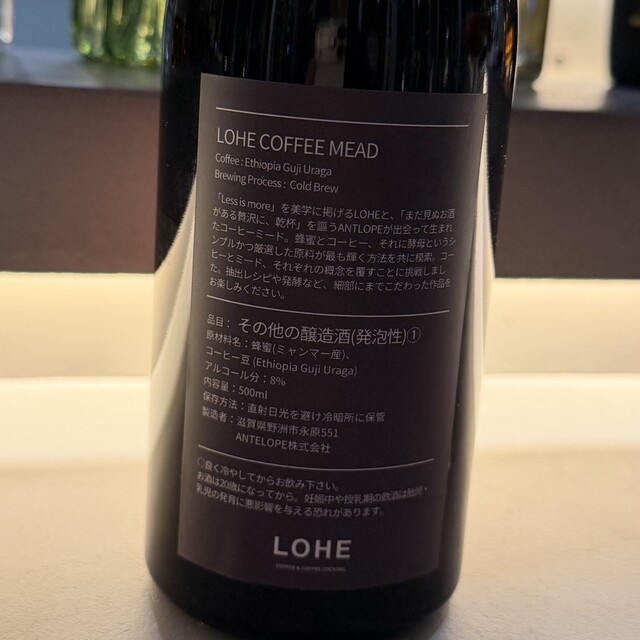 LOHE COFFEE MEAD
Coffee : Ethiopia Guji Uraga
Brewing Process : Cold Brew
「Less is more」を美学に掲げるLOHEと、「まだ見ぬお酒
がある贅沢に、乾杯」を謳うANTLOPEが出会って生まれ
たコーヒーミード。蜂蜜とコーヒー、それに酵母というシ
ンプルかつ厳選した原料が最も輝く方法を共に模索。コー
ヒーとミード、それぞれの概念を覆すことに挑戦しまし
た。抽出レシピや発酵など、細部にまでこだわった作品を
お楽しみください。
品目： その他の醸造酒(発泡性)①
原材料名：蜂蜜(ミャンマー産)、
コーヒー豆 (Ethiopia Guji Uraga)
アルコール分：8%
内容量：500ml
保存方法：直射日光を避け冷暗所に保管
製造者：滋賀県野洲市永原551
ANTELOPE株式会社
○良く冷やしてからお飲み下さい。
お酒は20歳になってから。妊娠中や授乳期の飲酒は胎児・
乳児の発育に悪影響を与える恐れがあります。
LOHE
COFFEE & COFFEE COCKTAIL